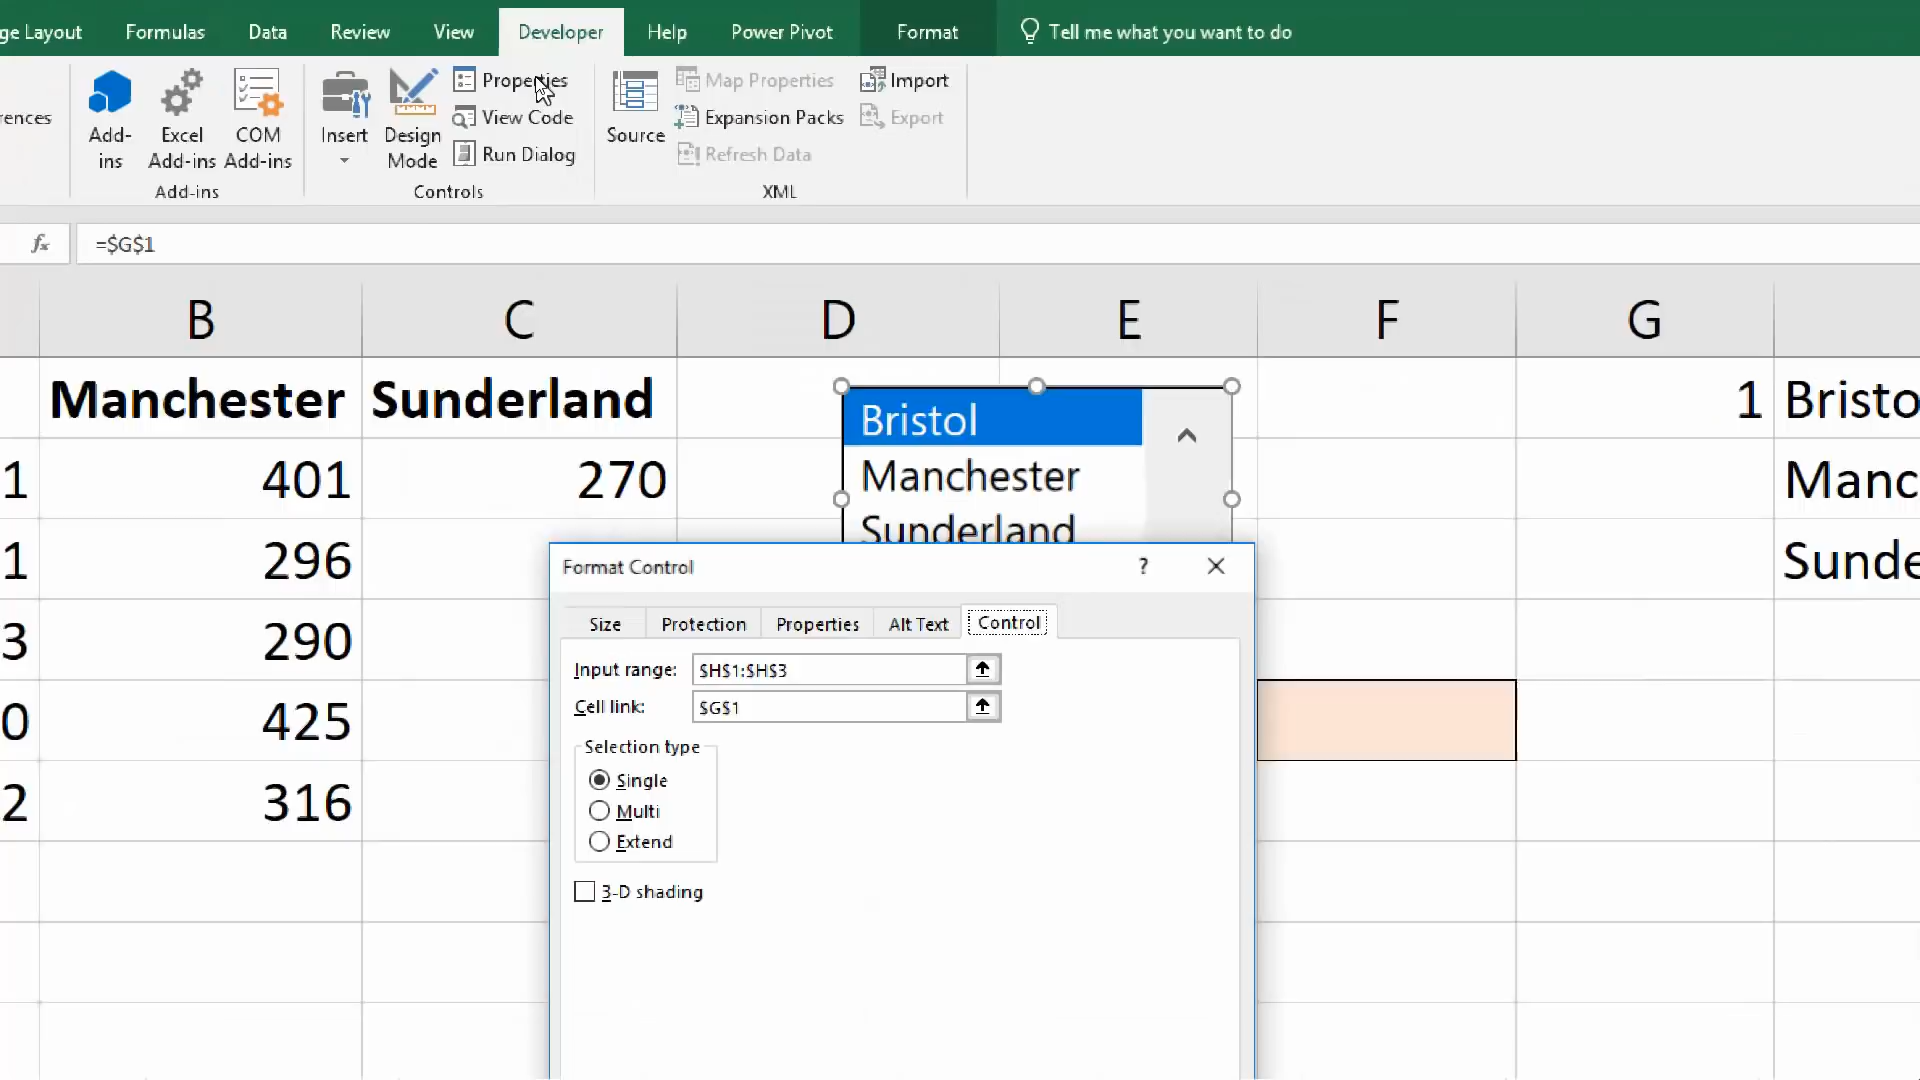 ge Layout Formulas Data Review View Developer Help Power Pivot Format Tell me what you want to do
rences
Add-
ins
Excel
Add-ins
COM
Add-ins
Add-ins
Insert
Design
Mode
Properties
View Code
Run Dialog
Controls
Source
Map Properties
Expansion Packs
Refresh Data
Import
Export
XML
fx =$G$1
B C D E F G
Manchester Sunderland 1 Bristo
1 401 270 Manc
1 296 Sunde
3 290
0 425
2 316
Bristol
Manchester
Sunderland
Format Control ?
Size Protection Properties Alt Text Control
Input range: $H$1:$H$3
Cell link: $G$1
Selection type
Single
Multi
Extend
3-D shading